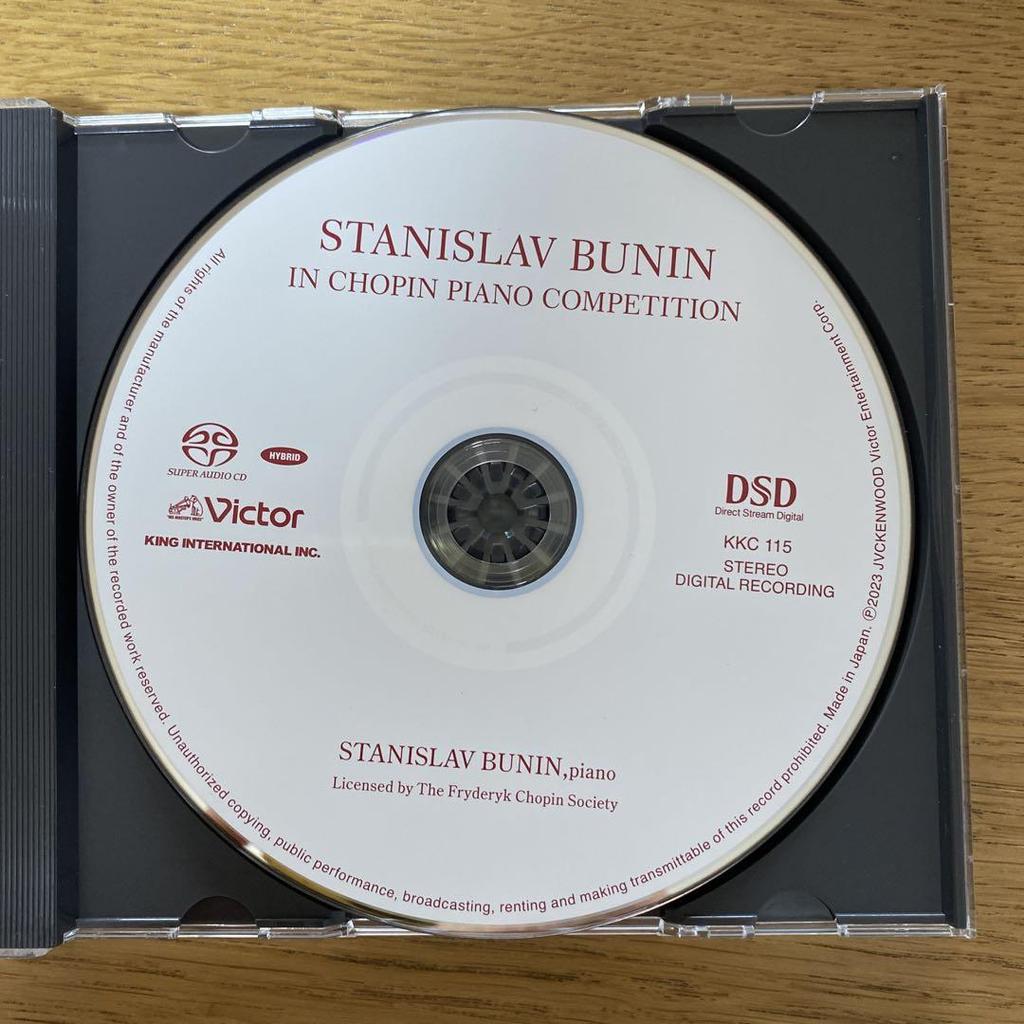 STANISLAV BUNIN
IN CHOPIN PIANO COMPETITION
SUPER AUDIO CD
HYBRID
"HIS MASTER'S VOICE"
Victor
KING INTERNATIONAL INC.
DSD
Direct Stream Digital
KKC 115
STEREO
DIGITAL RECORDING
STANISLAV BUNIN,piano
Licensed by The Fryderyk Chopin Society
All rights of the manufacturer and of the owner of the recorded work reserved. Unauthorized copying, public performance, broadcasting, renting and making transmittable of this record prohibited. Made in Japan. ℗2023 JVCKENWOOD Victor Entertainment Corp.